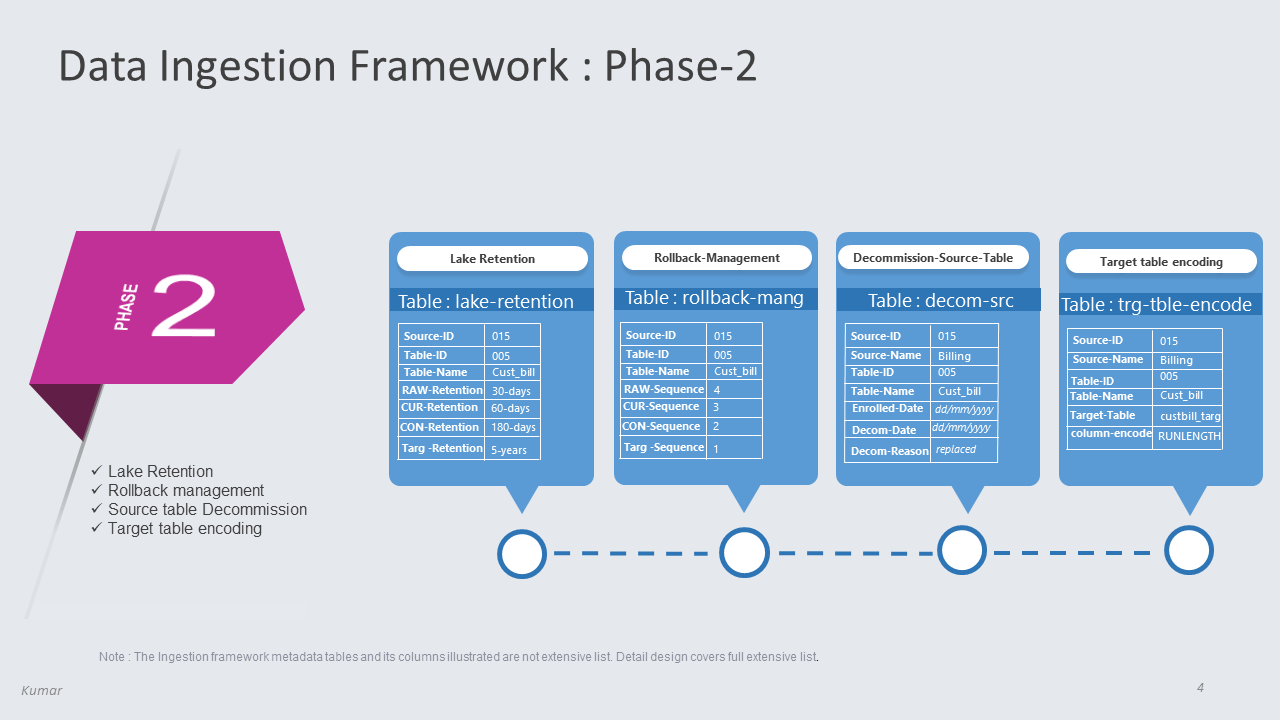 Data Ingestion Framework : Phase-2
PHASE 2
✓ Lake Retention
✓ Rollback management
✓ Source table Decommission
✓ Target table encoding
Lake Retention
Table : lake-retention
Source-ID 015
Table-ID 005
Table-Name Cust_bill
RAW-Retention 30-days
CUR-Retention 60-days
CON-Retention 180-days
Targ -Retention 5-years
Rollback-Management
Table : rollback-mang
Source-ID 015
Table-ID 005
Table-Name Cust_bill
RAW-Sequence 4
CUR-Sequence 3
CON-Sequence 2
Targ -Sequence 1
Decommission-Source-Table
Table : decom-src
Source-ID 015
Source-Name Billing
Table-ID 005
Table-Name Cust_bill
Enrolled-Date dd/mm/yyyy
Decom-Date dd/mm/yyyy
Decom-Reason replaced
Target table encoding
Table : trg-tble-encode
Source-ID 015
Source-Name Billing
Table-ID 005
Table-Name Cust_bill
Target-Table custbill_targ
column-encode RUNLENGTH
Note : The Ingestion framework metadata tables and its columns illustrated are not extensive list. Detail design covers full extensive list.
Kumar
4